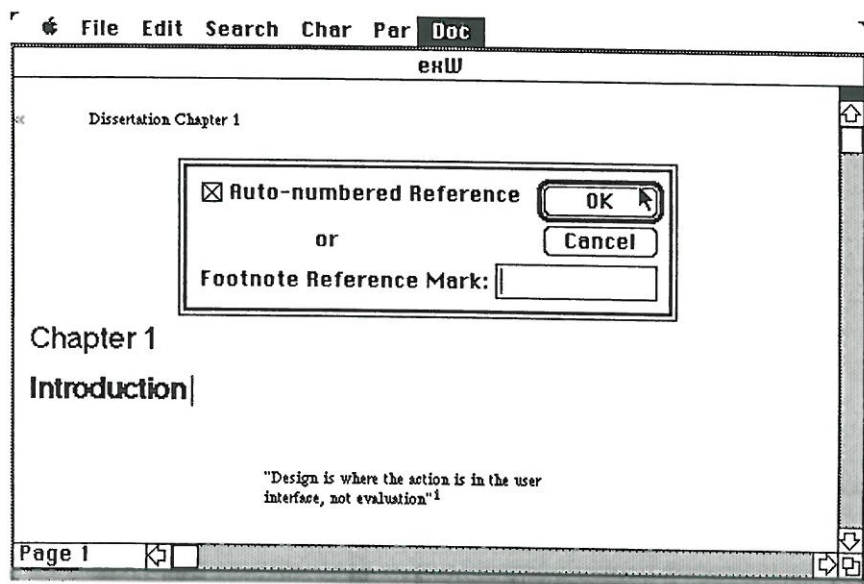 File Edit Search Char Par Doc
exW
Dissertation Chapter 1
Auto-numbered Reference
OK
or
Cancel
Footnote Reference Mark:
Chapter 1
Introduction
"Design is where the action is in the user
interface, not evaluation"1
Page 1